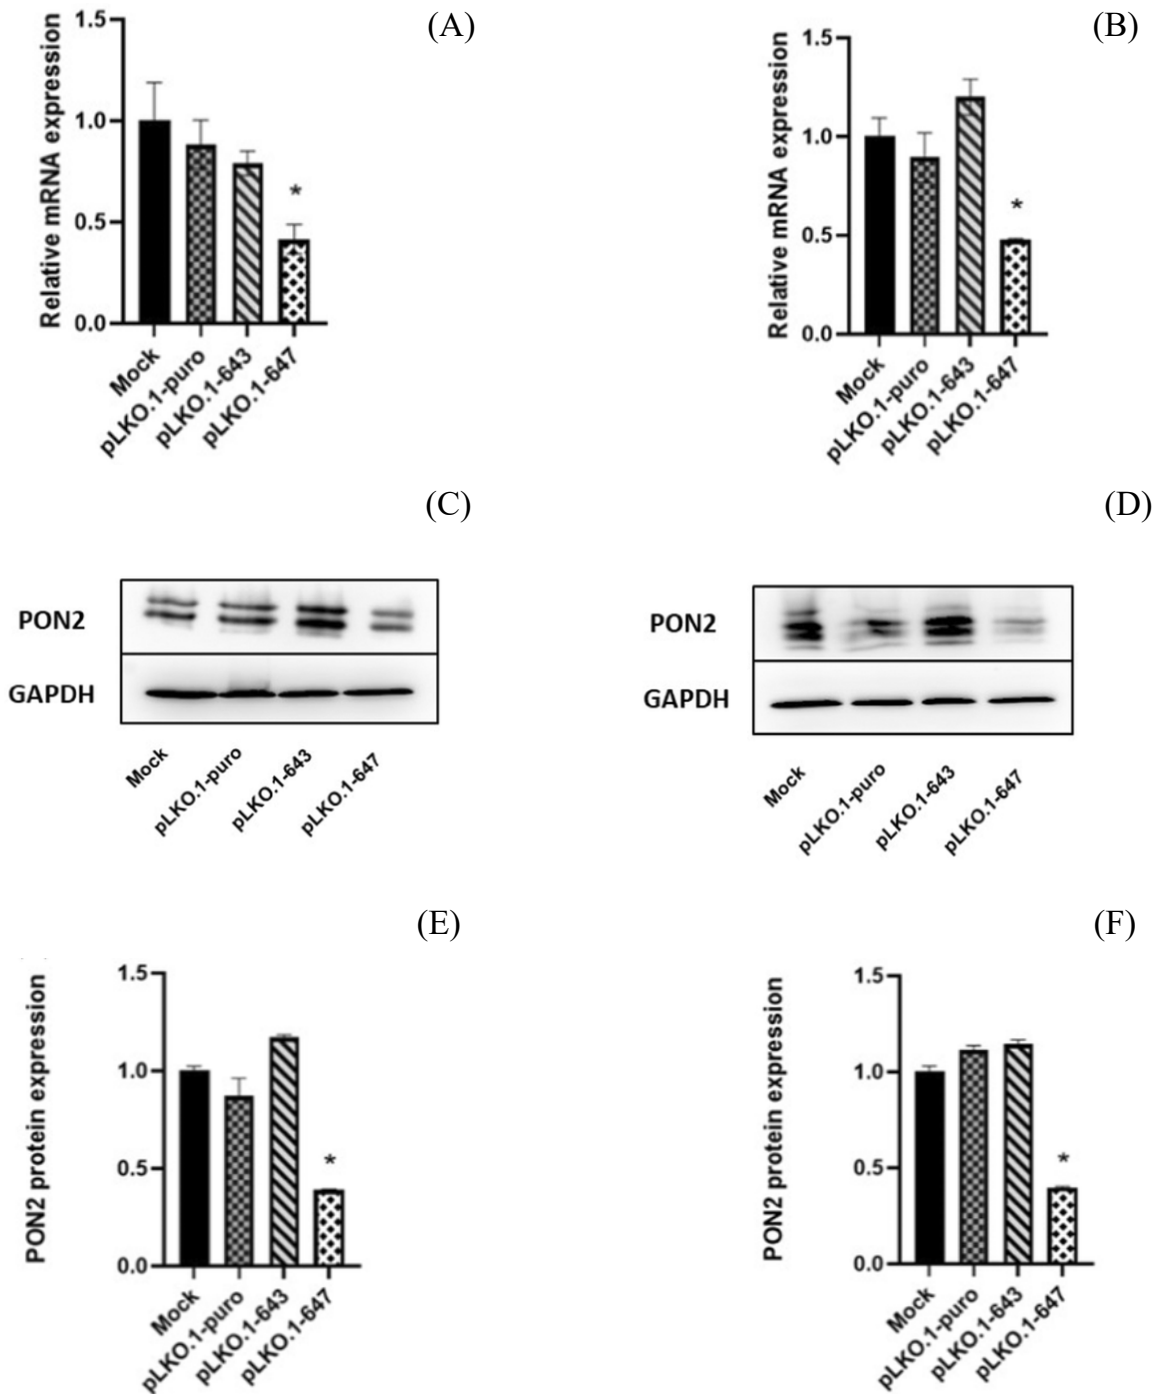 (A)
Relative mRNA expression
1.5
1.0
0.5
0.0
*
Mock
pLKO.1-puro
pLKO.1-643
pLKO.1-647
(B)
Relative mRNA expression
1.5
1.0
0.5
0.0
*
Mock
pLKO.1-puro
pLKO.1-643
pLKO.1-647
(C)
PON2
GAPDH
Mock
pLKO.1-puro
pLKO.1-643
pLKO.1-647
(D)
PON2
GAPDH
Mock
pLKO.1-puro
pLKO.1-643
pLKO.1-647
(E)
PON2 protein expression
1.5
1.0
0.5
0.0
*
Mock
pLKO.1-puro
pLKO.1-643
pLKO.1-647
(F)
PON2 protein expression
1.5
1.0
0.5
0.0
*
Mock
pLKO.1-puro
pLKO.1-643
pLKO.1-647